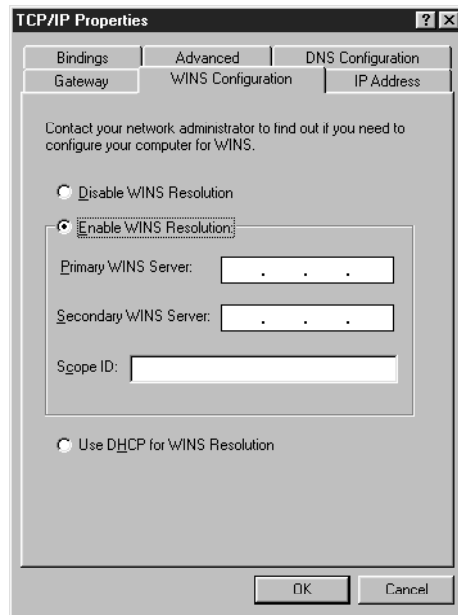 TCP/IP Properties
Bindings
Advanced
DNS Configuration
Gateway
WINS Configuration
IP Address
Contact your network administrator to find out if you need to
configure your computer for WINS.
Disable WINS Resolution
Enable WINS Resolution:
Primary WINS Server:
. . .
Secondary WINS Server:
. . .
Scope ID:
Use DHCP for WINS Resolution
OK
Cancel